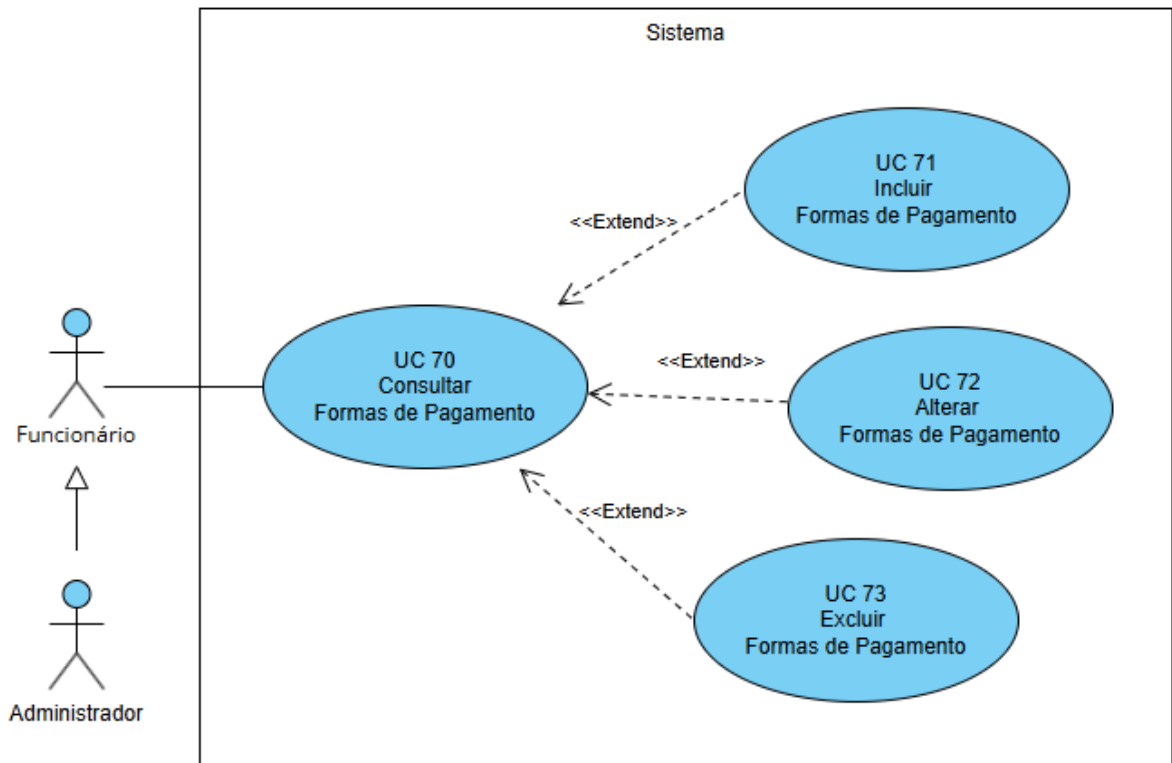 Sistema
UC 71
Incluir
Formas de Pagamento
<<Extend>>
UC 70
Consultar
Formas de Pagamento
<<Extend>>
UC 72
Alterar
Formas de Pagamento
Funcionário
<<Extend>>
UC 73
Excluir
Formas de Pagamento
Administrador